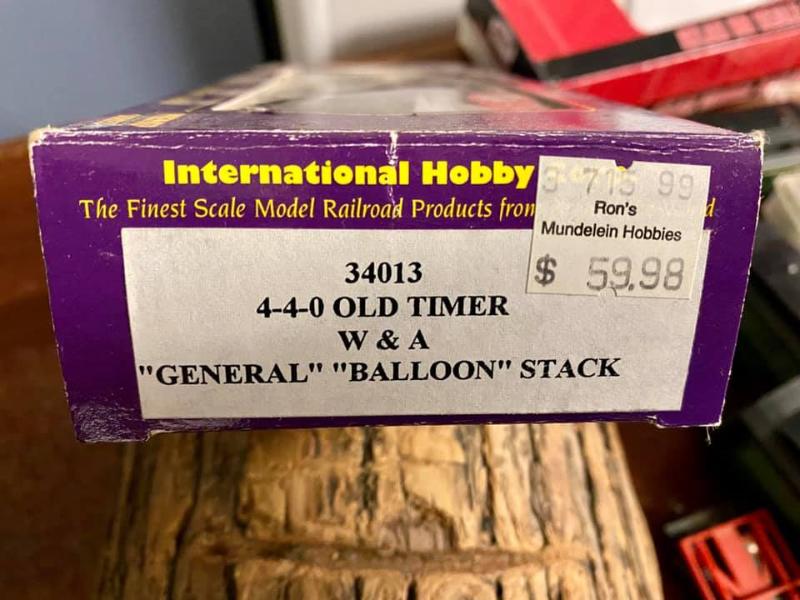 International Hobby
The Finest Scale Model Railroad Products from
Ron's
Mundelein Hobbies
$ 59.98
34013
4-4-0 OLD TIMER
W & A
"GENERAL" "BALLOON" STACK